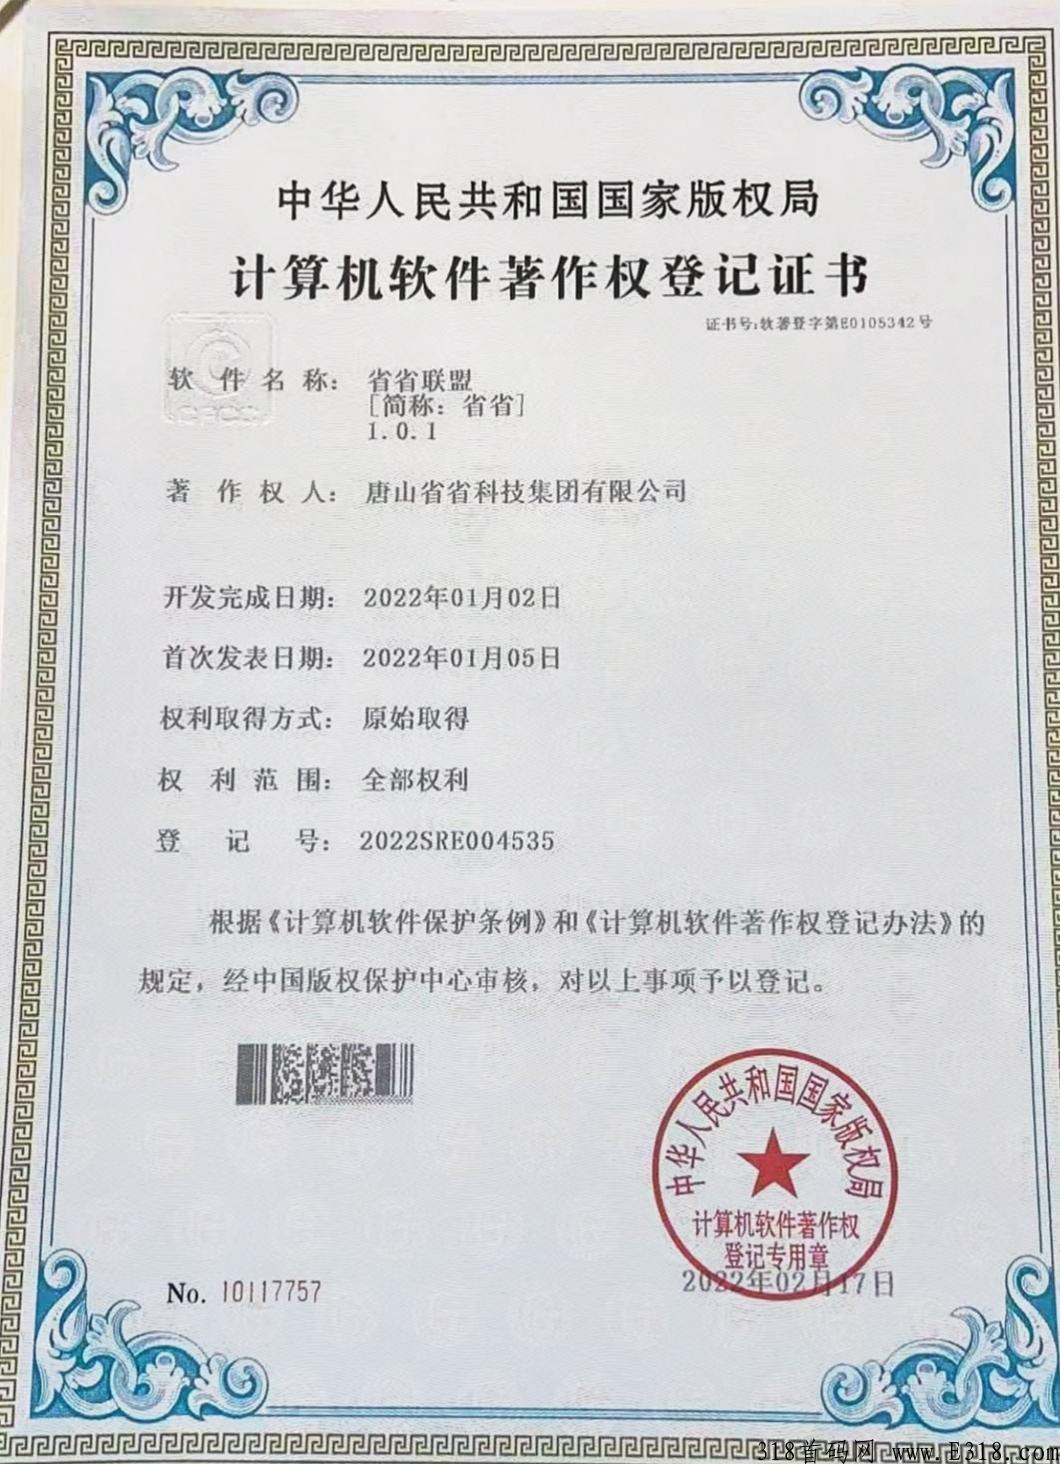 中华人民共和国国家版权局
计算机软件著作权登记证书
证书号:软著登字第E0105342号
软件名称: 省省联盟
[简称: 省省]
1.0.1
著作权人: 唐山省省科技集团有限公司
开发完成日期: 2022年01月02日
首次发表日期: 2022年01月05日
权利取得方式: 原始取得
权利范围: 全部权利
登记号: 2022SRE004535
根据《计算机软件保护条例》和《计算机软件著作权登记办法》的
规定，经中国版权保护中心审核，对以上事项予以登记。
中华人民共和国国家版权局
计算机软件著作权
登记专用章
2022年02月17日
No. 10117757
318首码网 www.E318.com